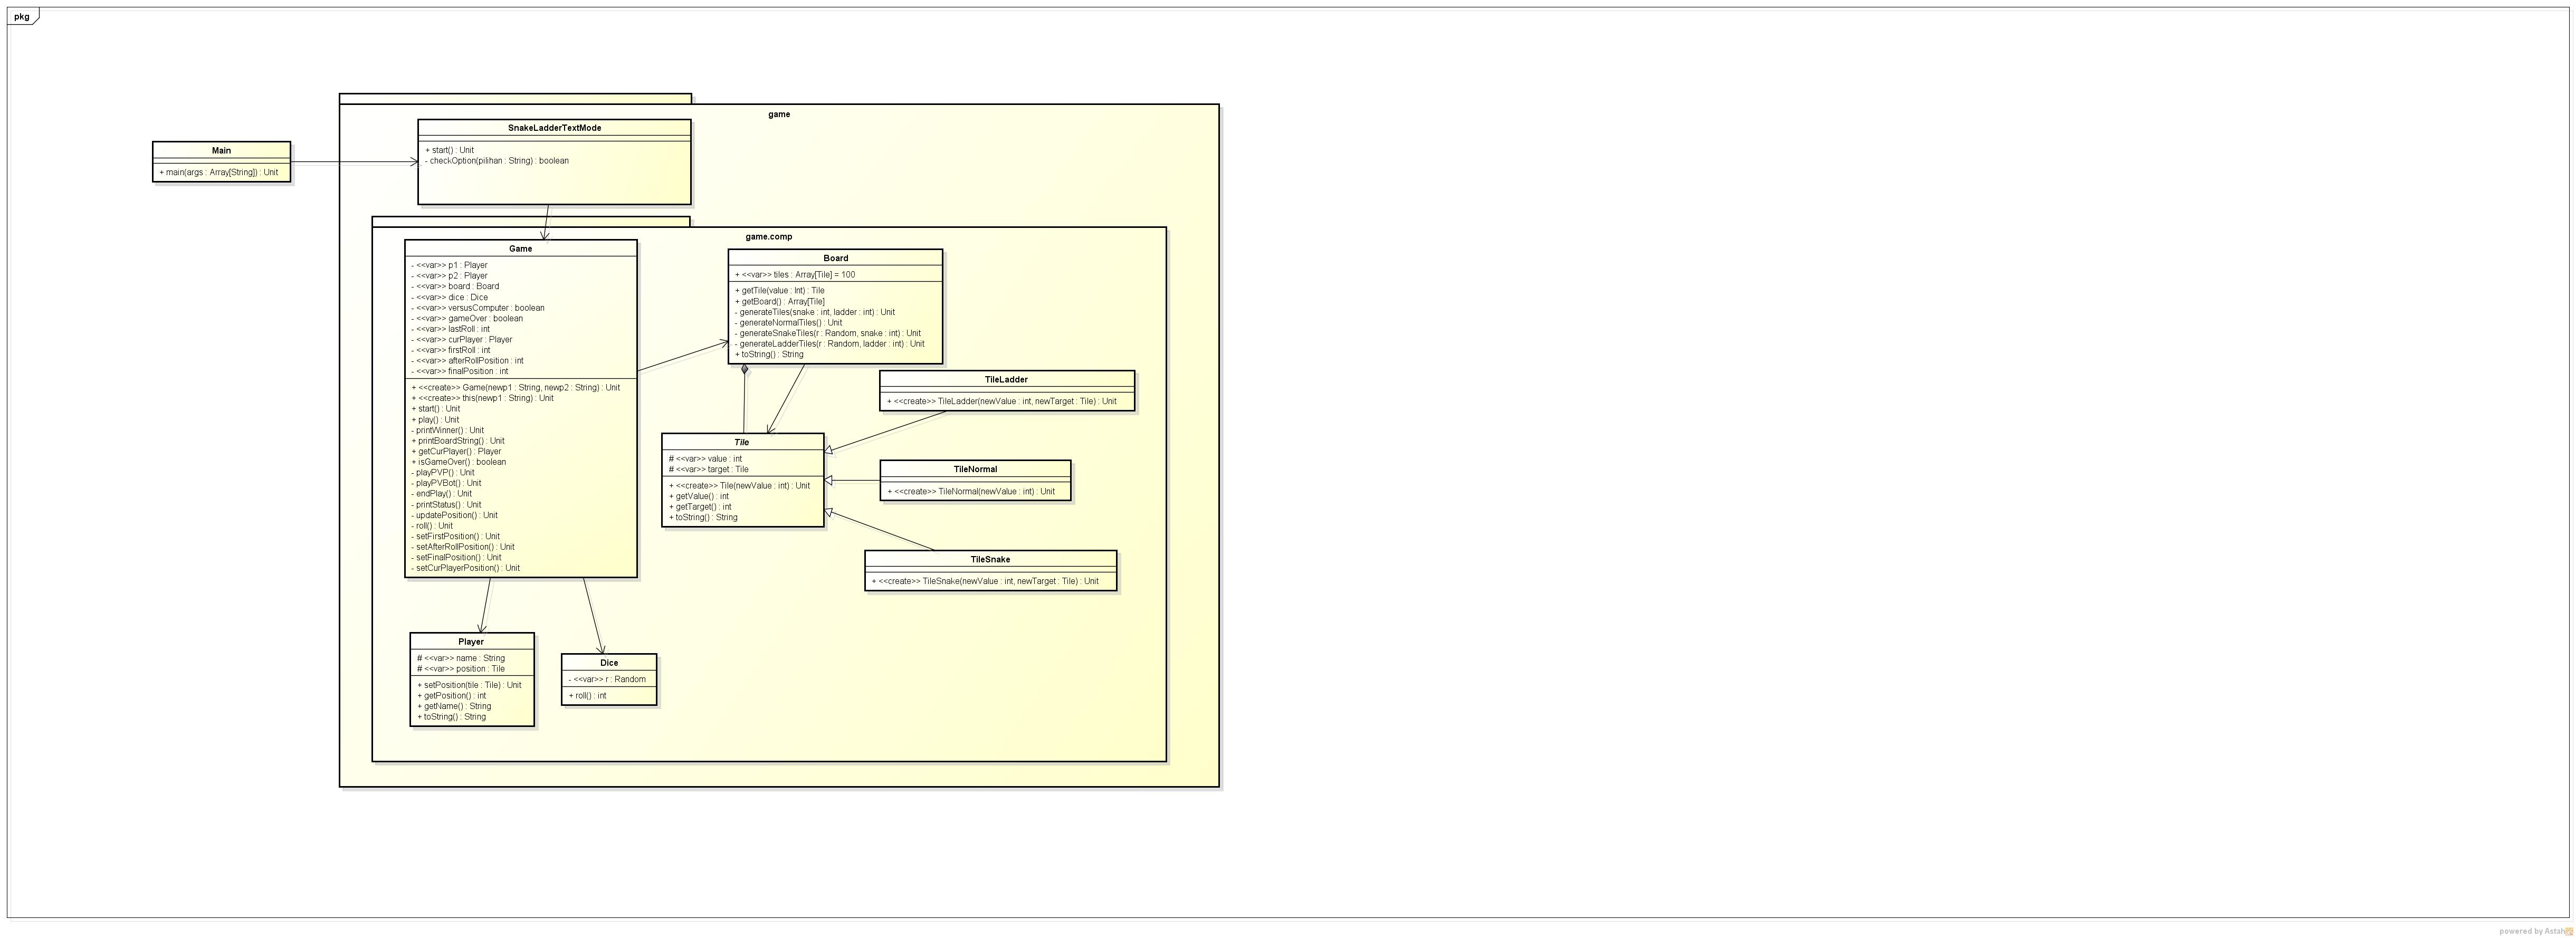 pkg
game
Main
+ main(args : Array[String]) : Unit
SnakeLadderTextMode
+ start() : Unit
- checkOption(pilihan : String) : boolean
game.comp
Game
- <<var>> p1 : Player
- <<var>> p2 : Player
- <<var>> board : Board
- <<var>> dice : Dice
- <<var>> versusComputer : boolean
- <<var>> gameOver : boolean
- <<var>> lastRoll : int
- <<var>> curPlayer : Player
- <<var>> firstRoll : int
- <<var>> afterRollPosition : int
- <<var>> finalPosition : int
+ <<create>> Game(newp1 : String, newp2 : String) : Unit
+ <<create>> this(newp1 : String) : Unit
+ start() : Unit
+ play() : Unit
- printWinner() : Unit
+ printBoardString() : Unit
+ getCurPlayer() : Player
+ isGameOver() : boolean
- playPVP() : Unit
- playPVBot() : Unit
- endPlay() : Unit
- printStatus() : Unit
- updatePosition() : Unit
- roll() : Unit
- setFirstPosition() : Unit
- setAfterRollPosition() : Unit
- setFinalPosition() : Unit
- setCurPlayerPosition() : Unit
Board
+ <<var>> tiles : Array[Tile] = 100
+ getTile(value : Int) : Tile
+ getBoard() : Array[Tile]
- generateTiles(snake : int, ladder : int) : Unit
- generateNormalTiles() : Unit
- generateSnakeTiles(r : Random, snake : int) : Unit
- generateLadderTiles(r : Random, ladder : int) : Unit
+ toString() : String
TileLadder
+ <<create>> TileLadder(newValue : int, newTarget : Tile) : Unit
Tile
# <<var>> value : int
# <<var>> target : Tile
+ <<create>> Tile(newValue : int) : Unit
+ getValue() : int
+ getTarget() : int
+ toString() : String
TileNormal
+ <<create>> TileNormal(newValue : int) : Unit
TileSnake
+ <<create>> TileSnake(newValue : int, newTarget : Tile) : Unit
Player
# <<var>> name : String
# <<var>> position : Tile
+ setPosition(tile : Tile) : Unit
+ getPosition() : int
+ getName() : String
+ toString() : String
Dice
- <<var>> r : Random
+ roll() : int
powered by Astah